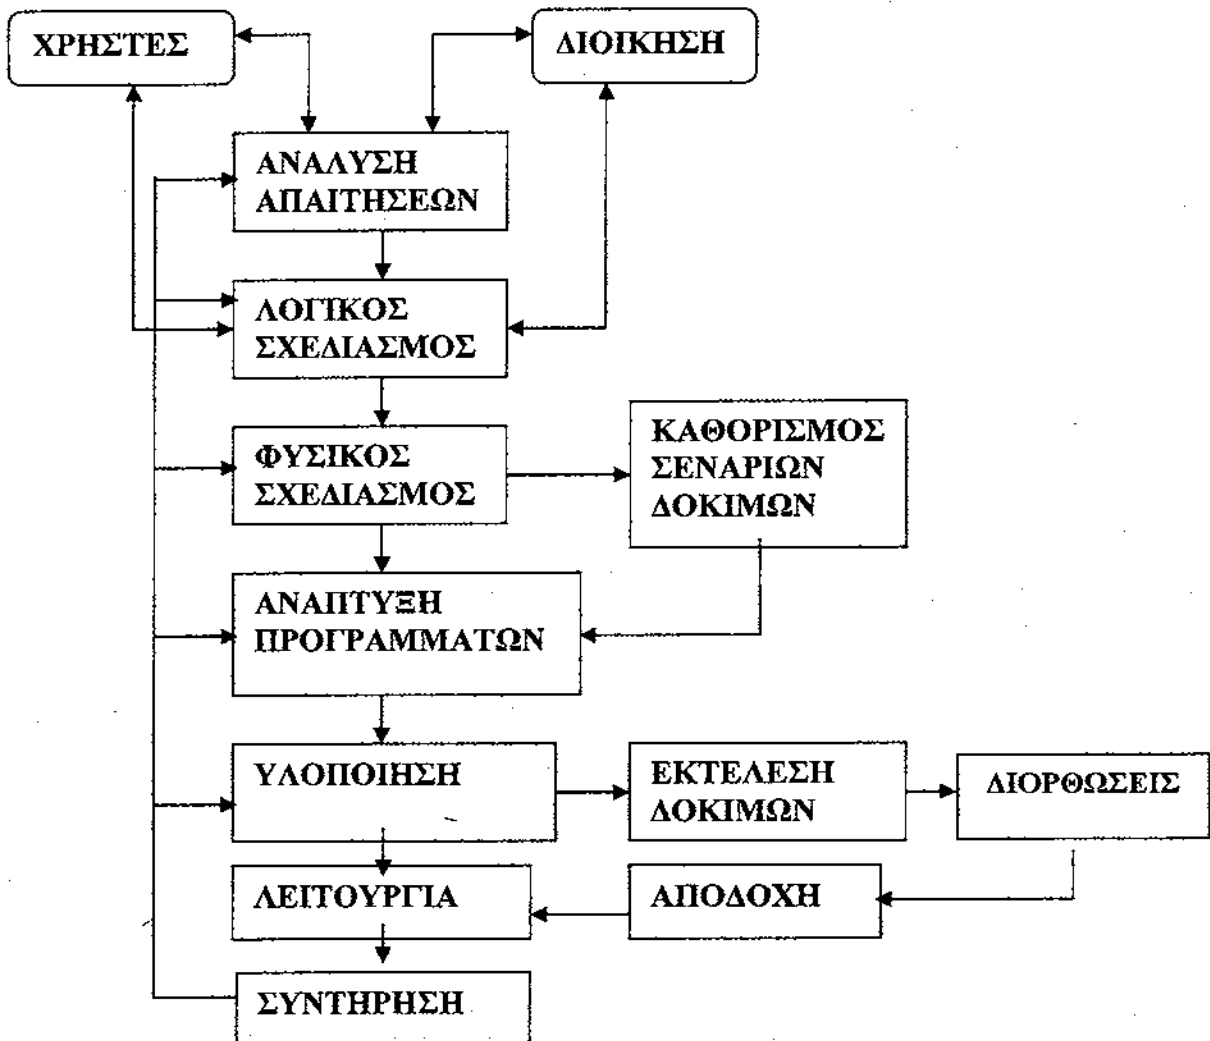 ΧΡΗΣΤΕΣ
ΔΙΟΙΚΗΣΗ
ΑΝΑΛΥΣΗ
ΑΠΑΙΤΗΣΕΩΝ
ΛΟΓΙΚΟΣ
ΣΧΕΔΙΑΣΜΟΣ
ΦΥΣΙΚΟΣ
ΣΧΕΔΙΑΣΜΟΣ
ΚΑΘΟΡΙΣΜΟΣ
ΣΕΝΑΡΙΩΝ
ΔΟΚΙΜΩΝ
ΑΝΑΠΤΥΞΗ
ΠΡΟΓΡΑΜΜΑΤΩΝ
ΥΛΟΠΟΙΗΣΗ
ΕΚΤΕΛΕΣΗ
ΔΟΚΙΜΩΝ
ΔΙΟΡΘΩΣΕΙΣ
ΛΕΙΤΟΥΡΓΙΑ
ΑΠΟΔΟΧΗ
ΣΥΝΤΗΡΗΣΗ